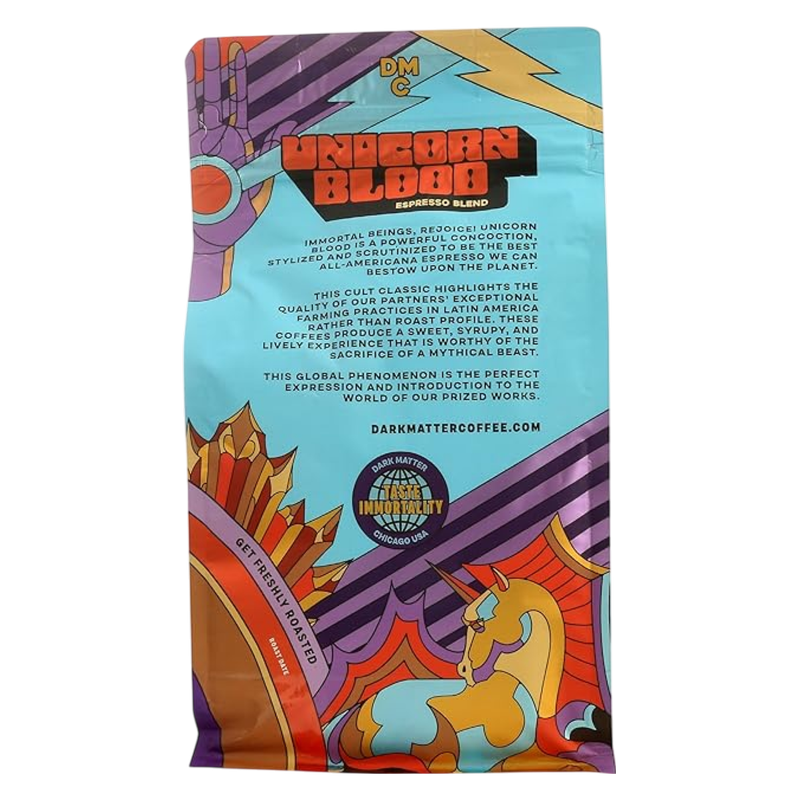 DM
C
UNICORN
BLOOD
ESPRESSO BLEND
IMMORTAL BEINGS, REJOICE! UNICORN
BLOOD IS A POWERFUL CONCOCTION,
STYLIZED AND SCRUTINIZED TO BE THE BEST
ALL-AMERICANA ESPRESSO WE CAN
BESTOW UPON THE PLANET.
THIS CULT CLASSIC HIGHLIGHTS THE
QUALITY OF OUR PARTNERS' EXCEPTIONAL
FARMING PRACTICES IN LATIN AMERICA
RATHER THAN ROAST PROFILE. THESE
COFFEES PRODUCE A SWEET, SYRUPY, AND
LIVELY EXPERIENCE THAT IS WORTHY OF THE
SACRIFICE OF A MYTHICAL BEAST.
THIS GLOBAL PHENOMENON IS THE PERFECT
EXPRESSION AND INTRODUCTION TO THE
WORLD OF OUR PRIZED WORKS.
DARKMATTERCOFFEE.COM
DARK MATTER
TASTE
IMMORTALITY
CHICAGO USA
GET FRESHLY ROASTED
ROAST DATE